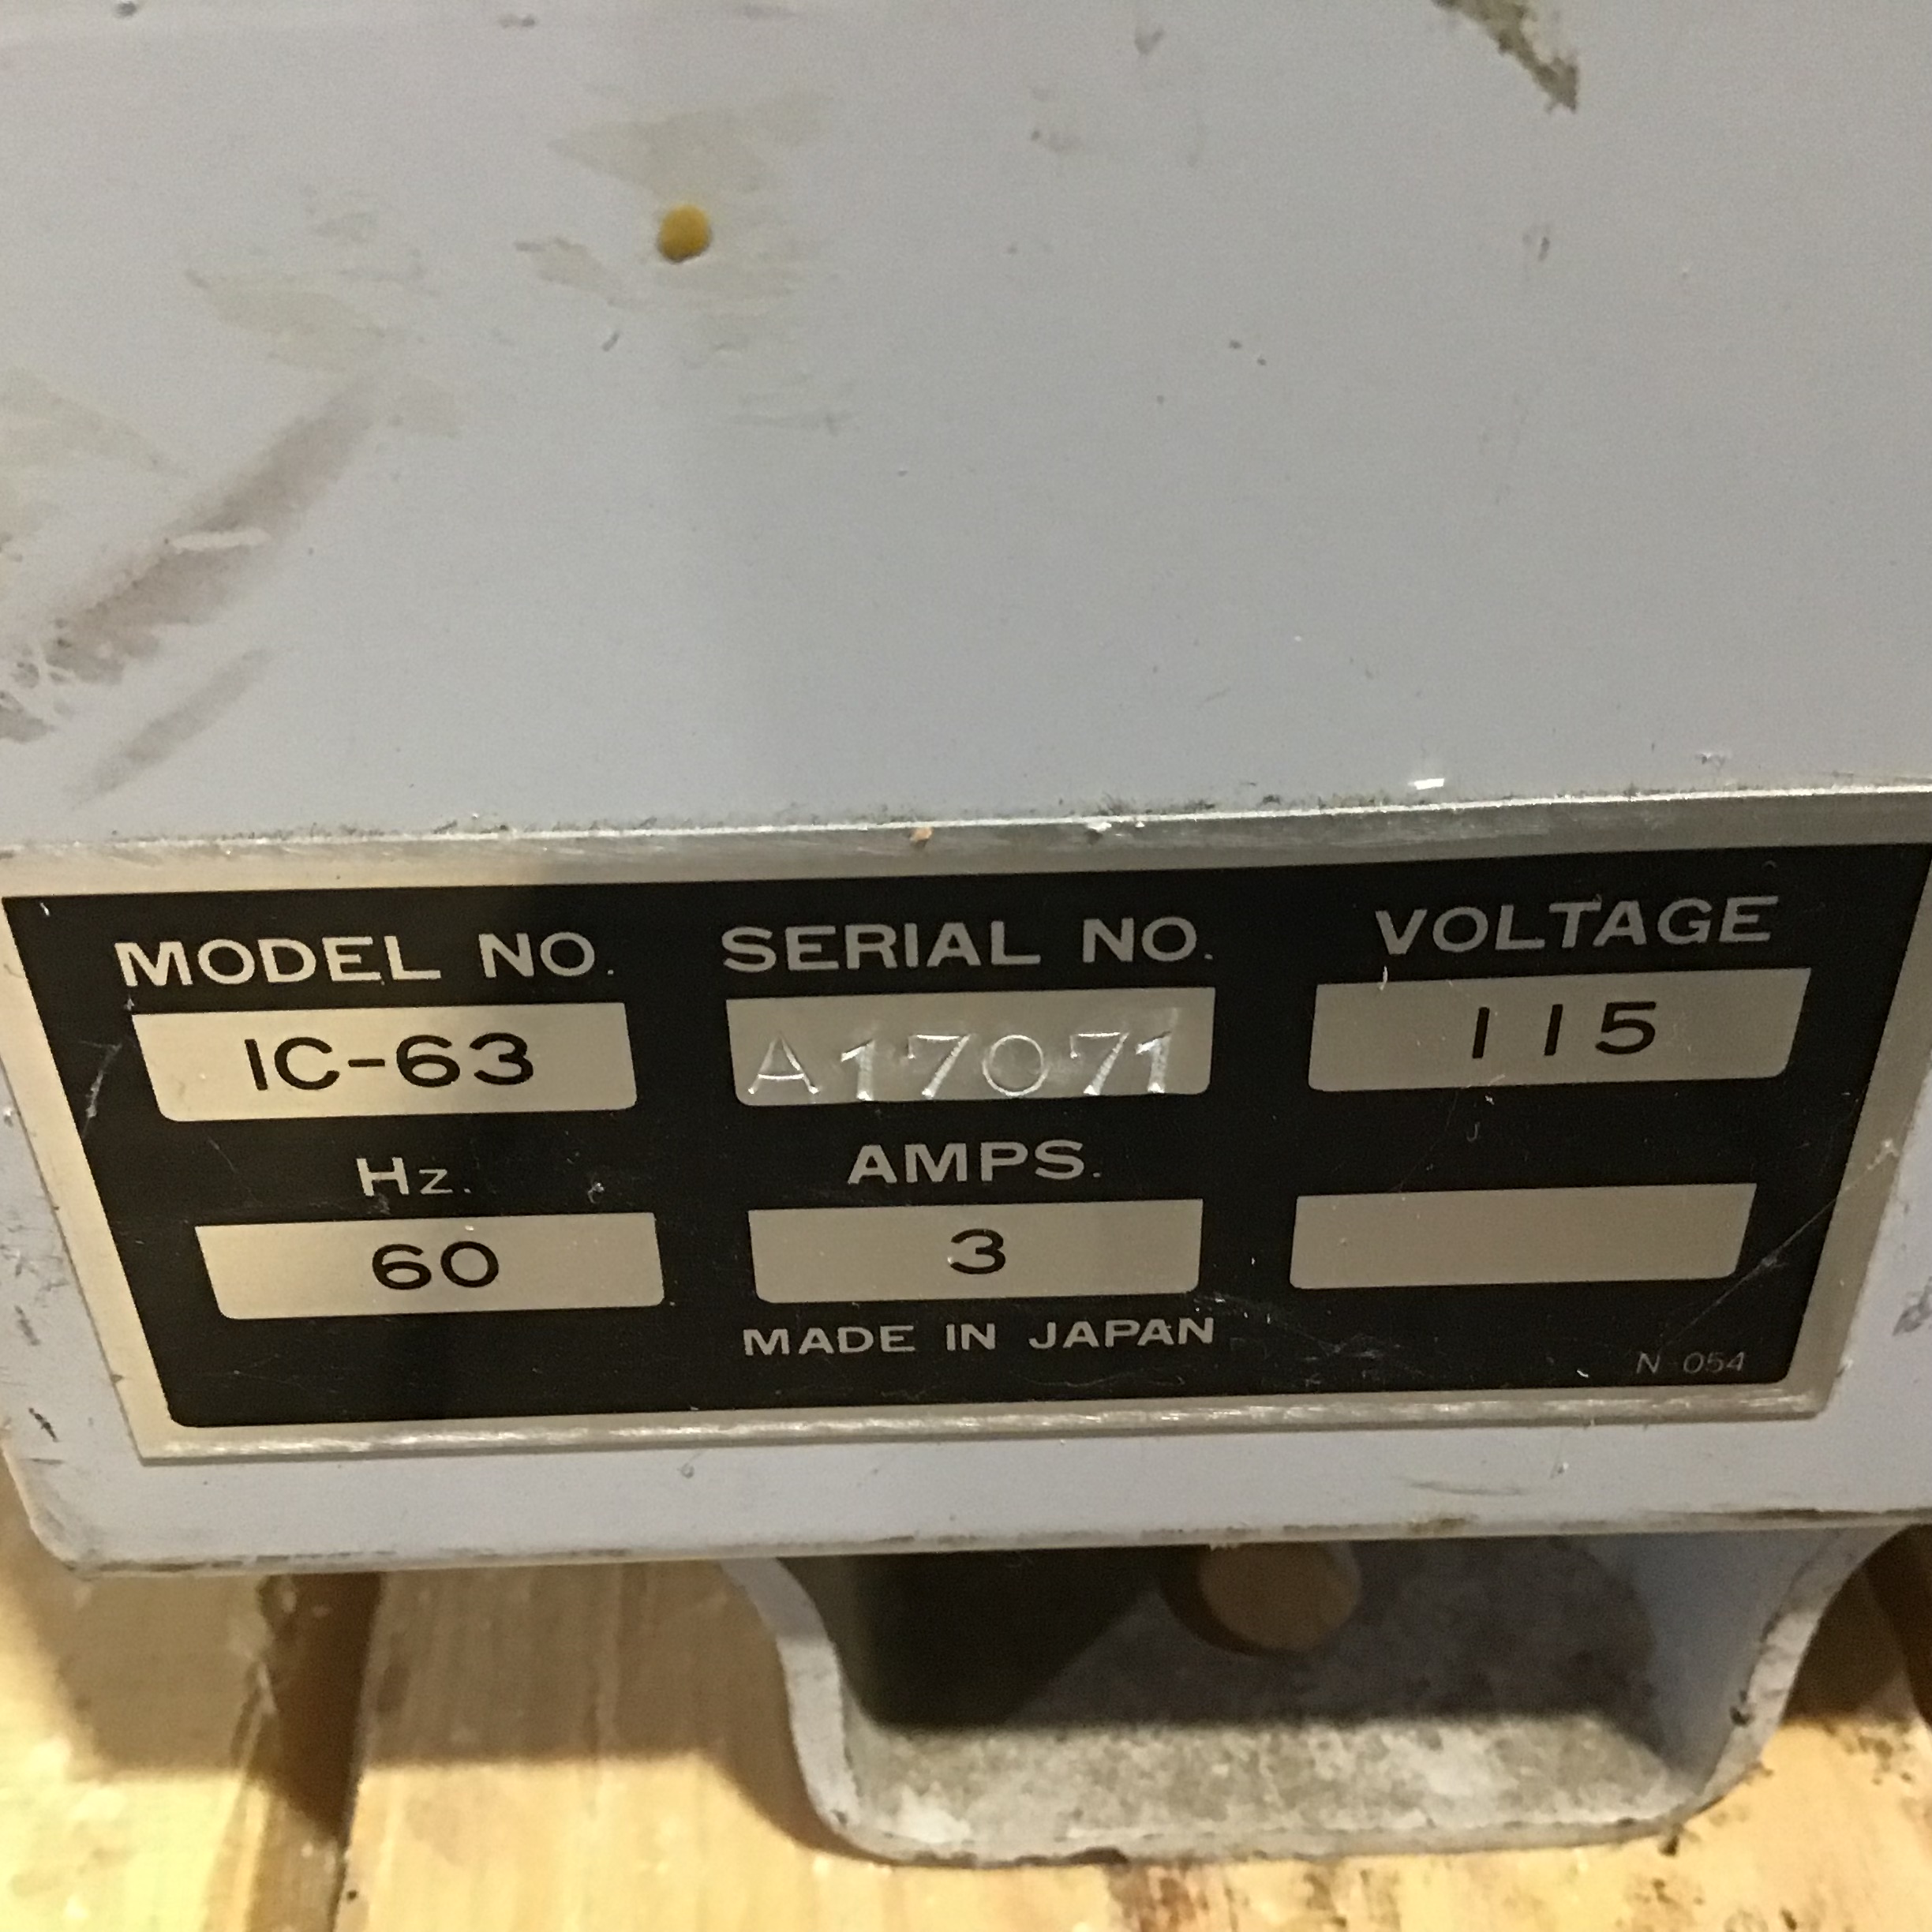 MODEL NO. SERIAL NO. VOLTAGE
IC-63 A17071 115
Hz. AMPS.
60 3
MADE IN JAPAN
N-054